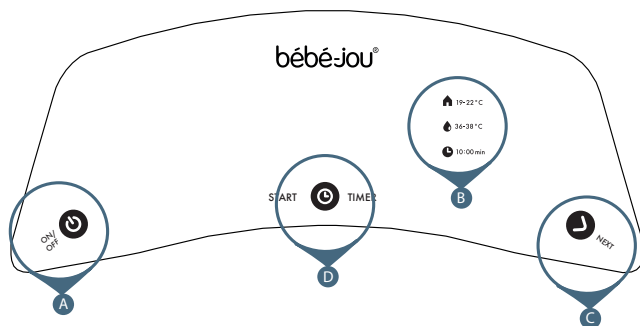 bébé-jou®
19-22°C
36-38°C
10:00 min
START TIMER
ON/
OFF
NEXT
A
B
C
D